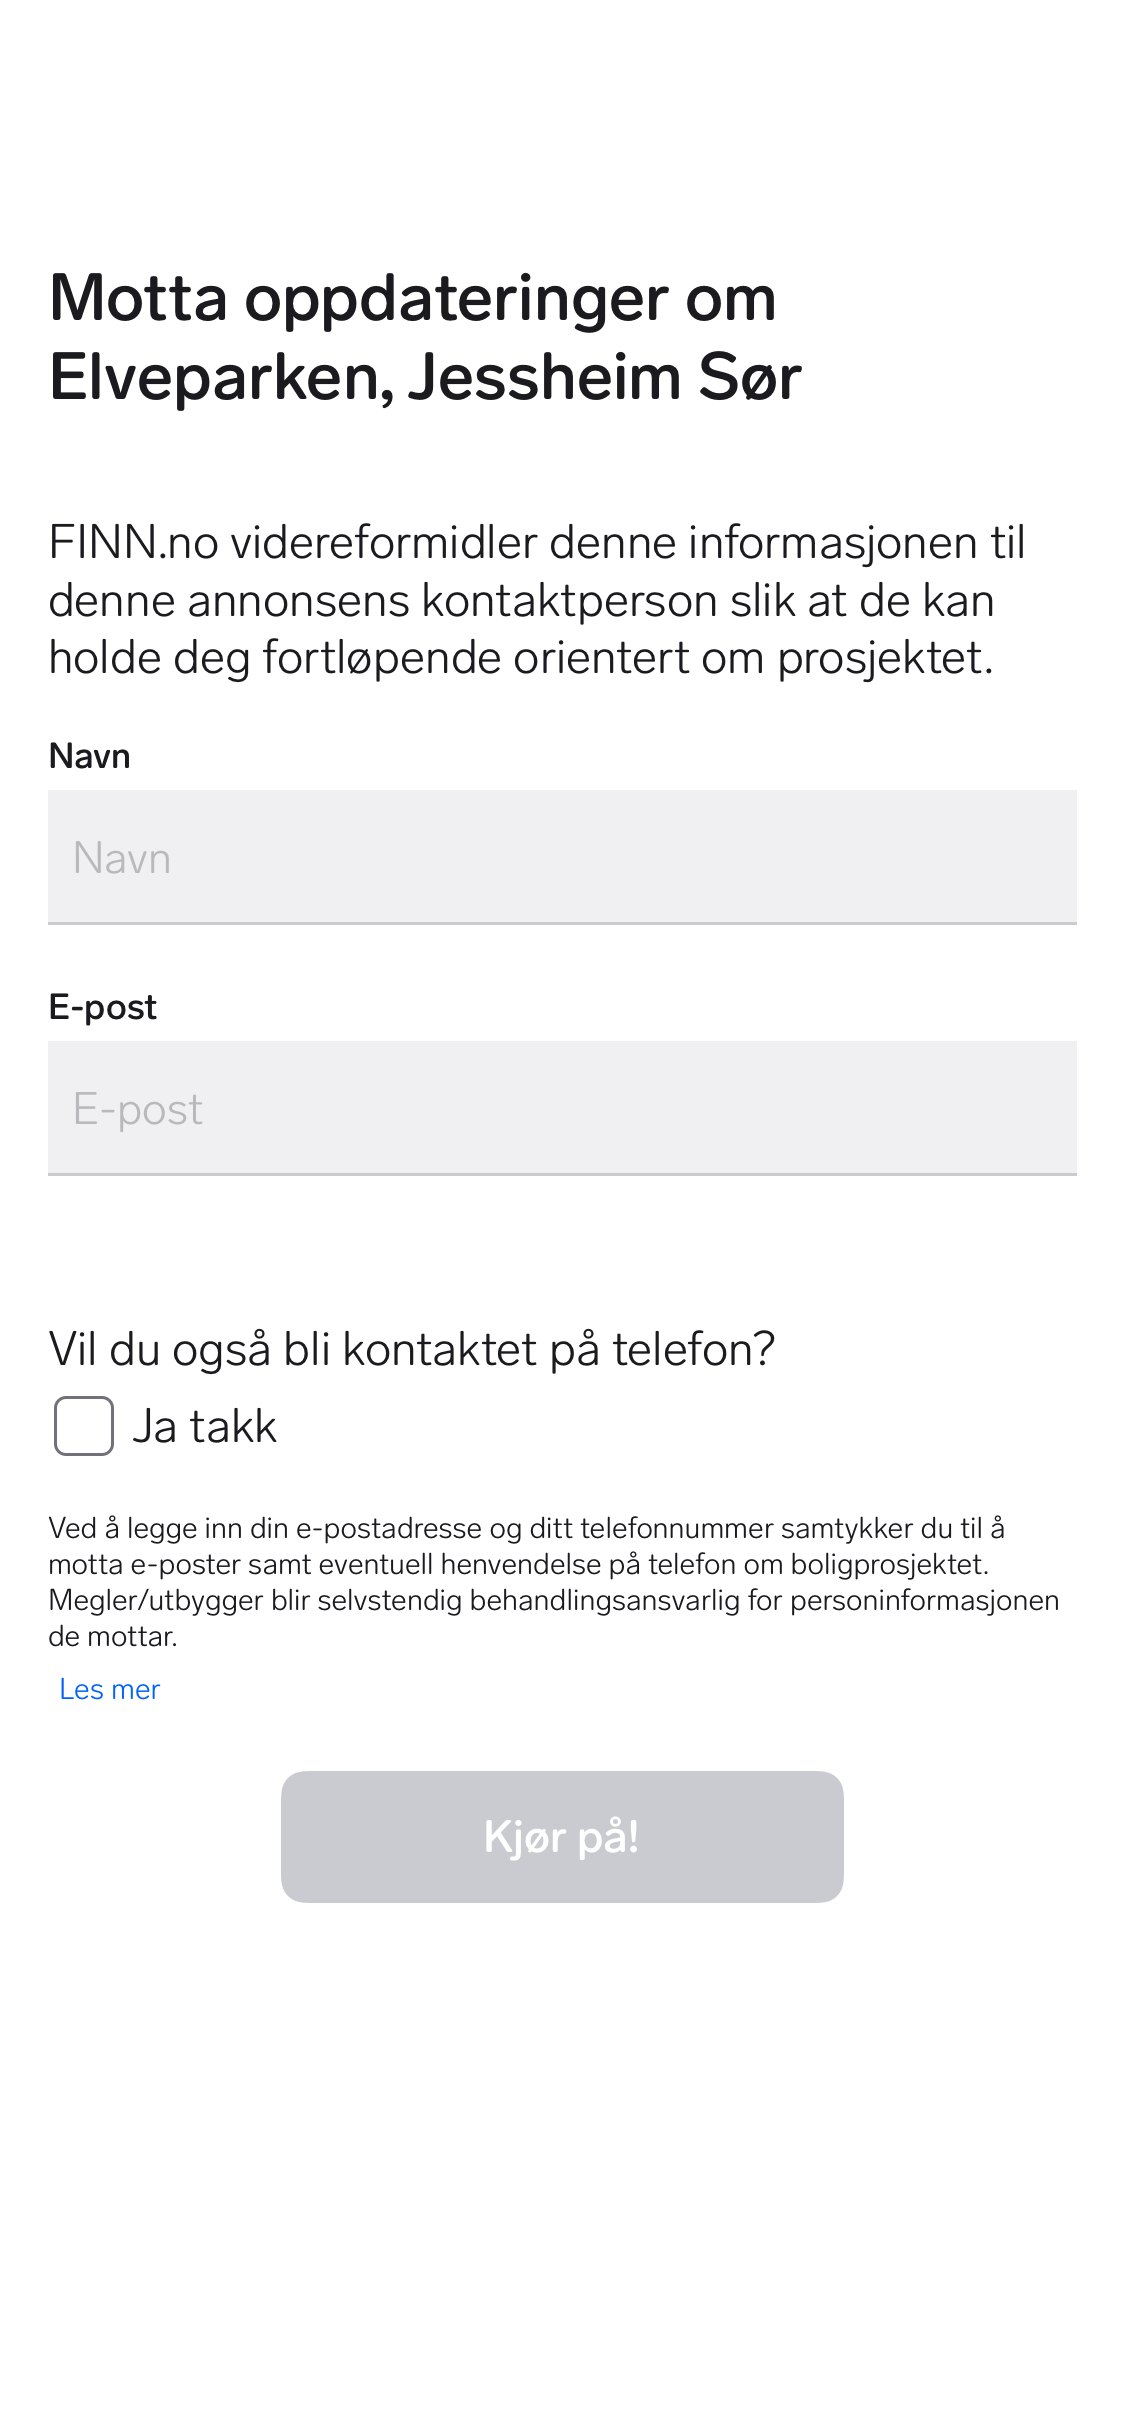 Motta oppdateringer om
Elveparken, Jessheim Sør
FINN.no videreformidler denne informasjonen til
denne annonsens kontaktperson slik at de kan
holde deg fortløpende orientert om prosjektet.
Navn
Navn
E-post
E-post
Vil du også bli kontaktet på telefon?
Ja takk
Ved å legge inn din e-postadresse og ditt telefonnummer samtykker du til å
motta e-poster samt eventuell henvendelse på telefon om boligprosjektet.
Megler/utbygger blir selvstendig behandlingsansvarlig for personinformasjonen
de mottar.
Les mer
Kjør på!